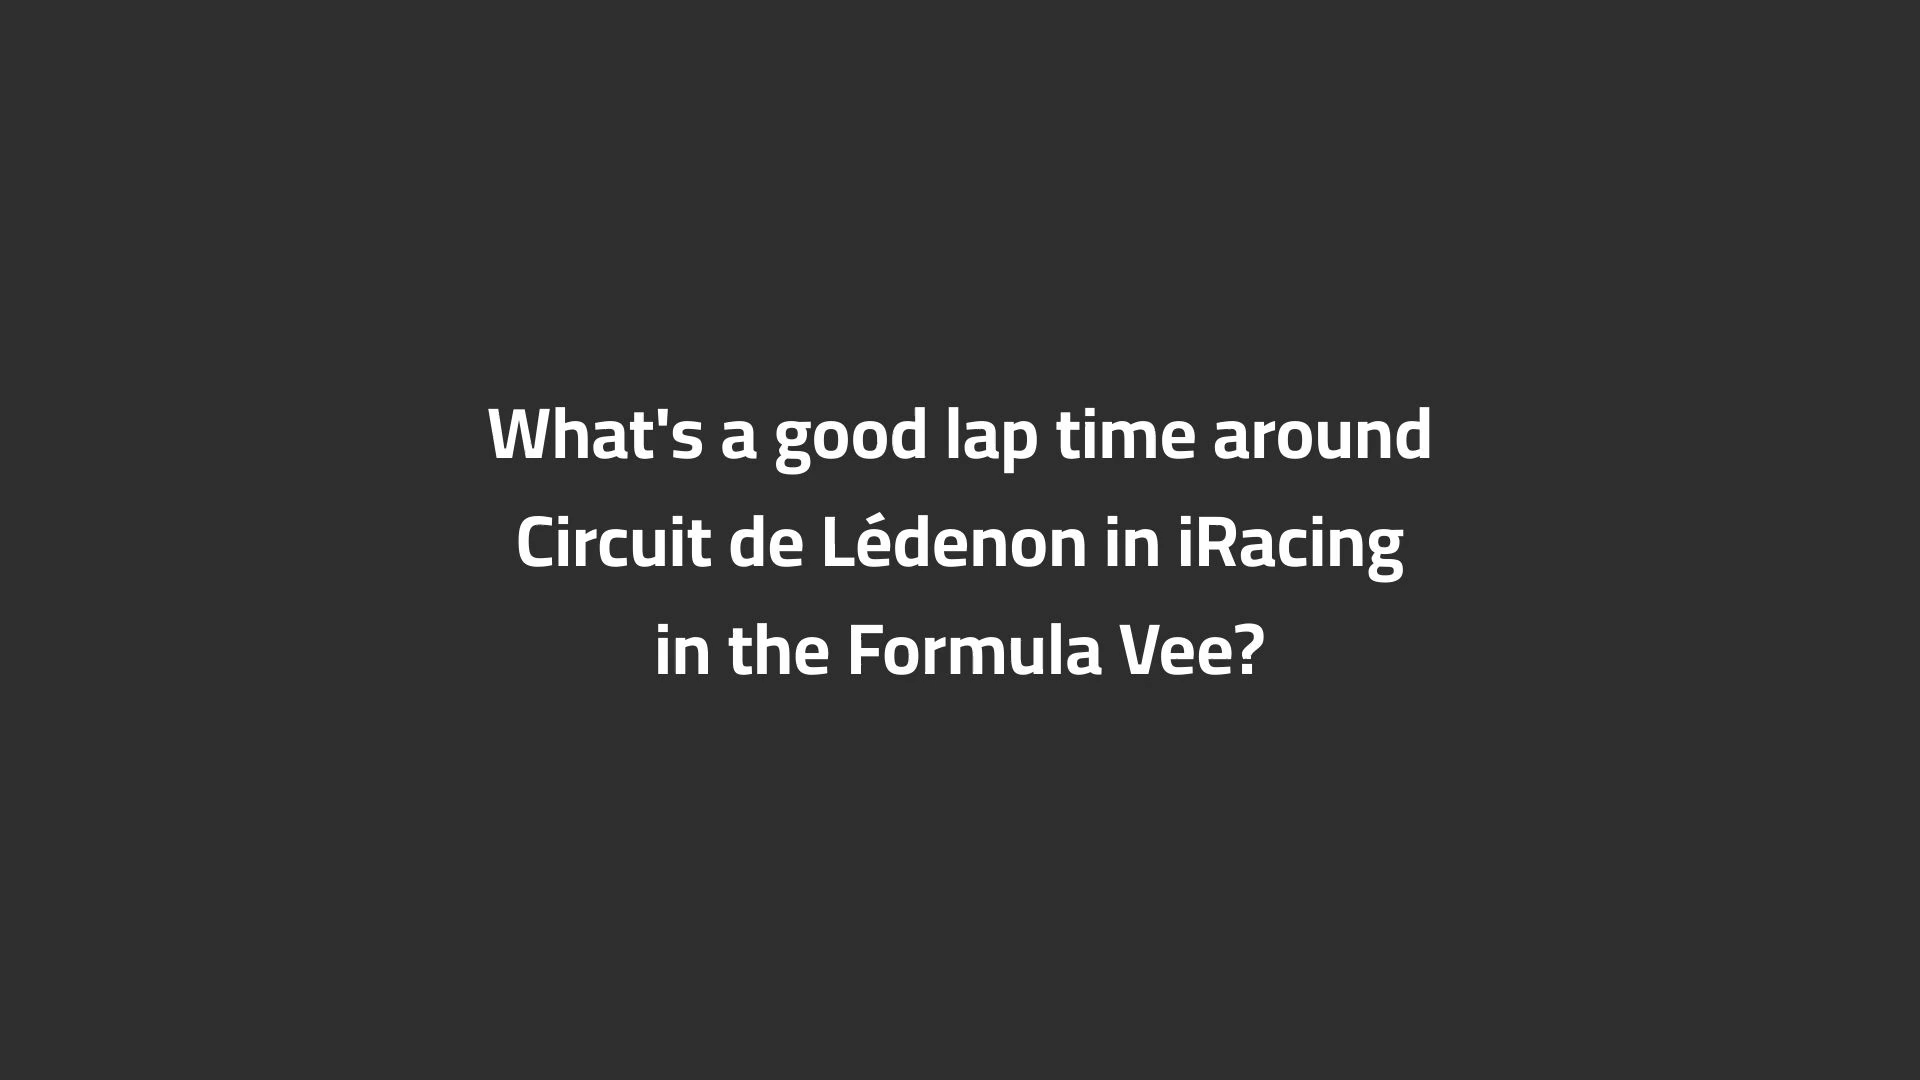 What's a good lap time around
Circuit de Lédenon in iRacing
in the Formula Vee?